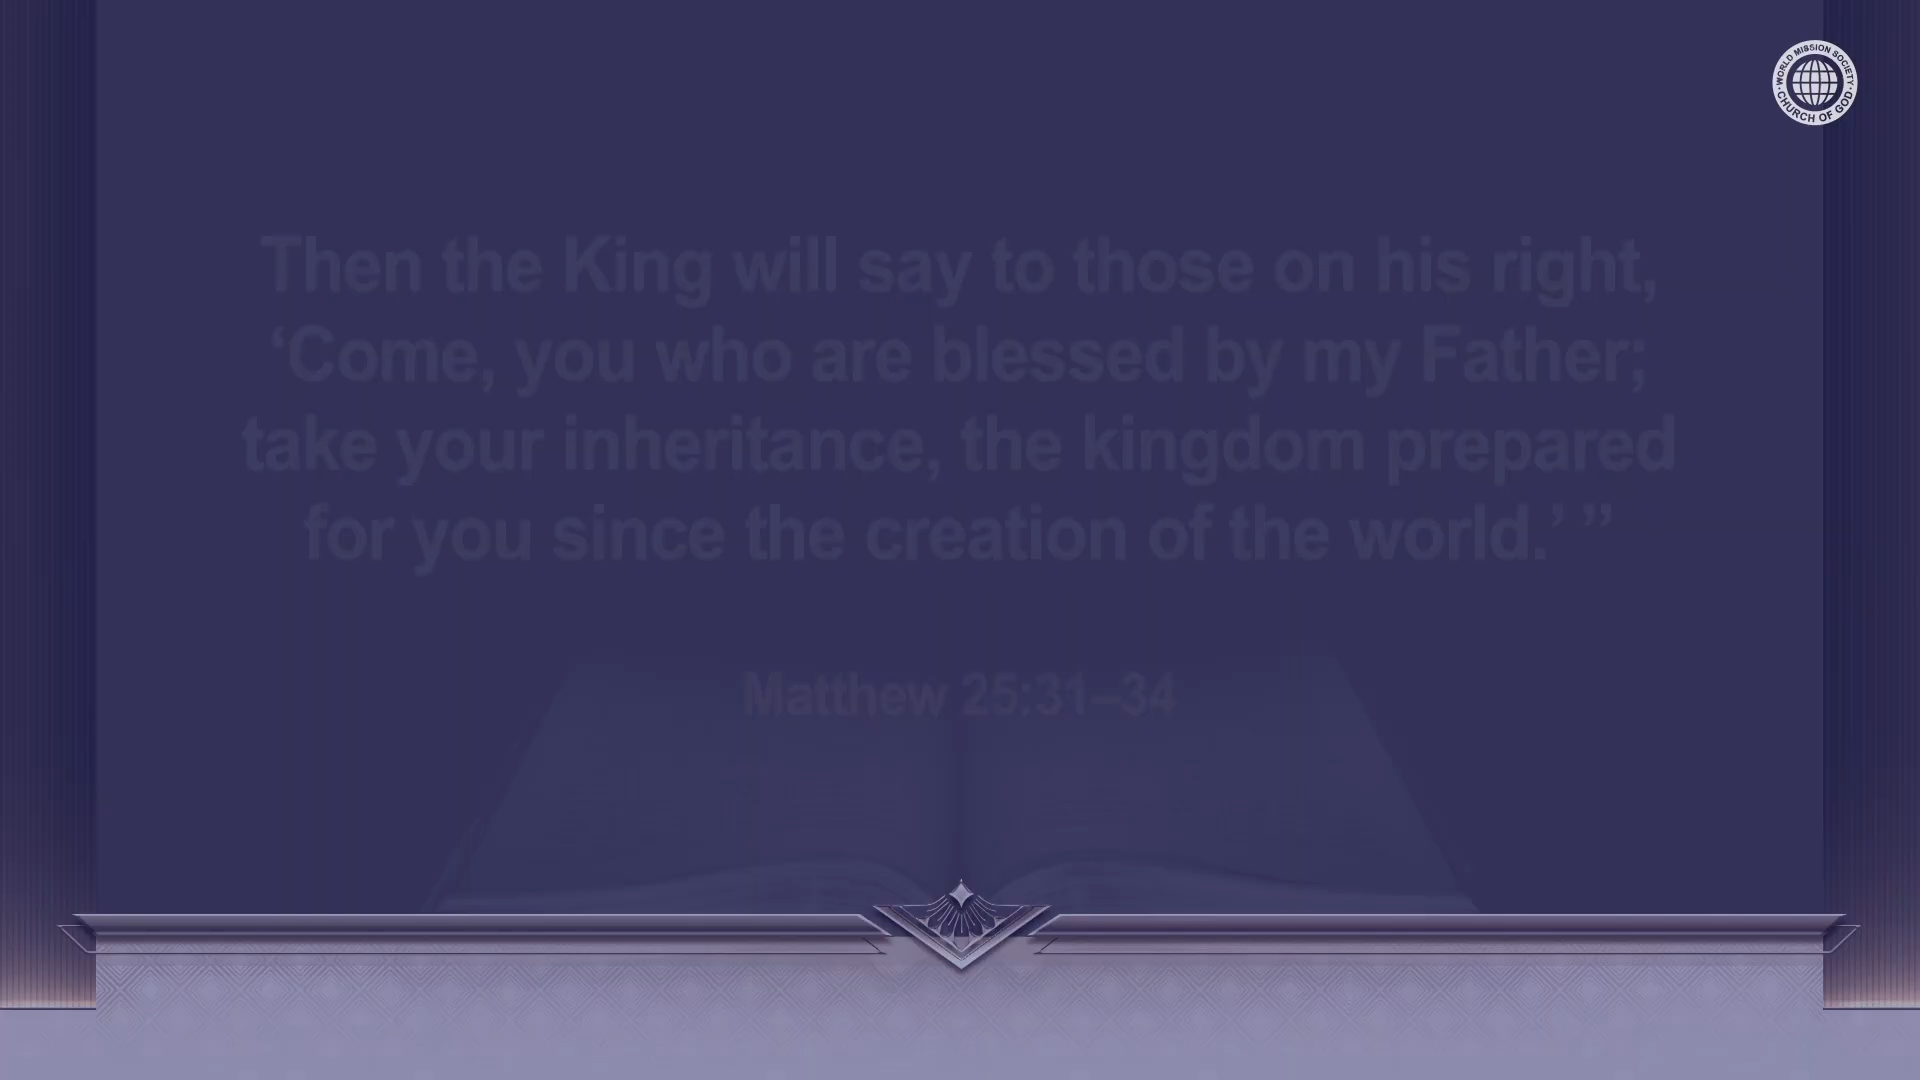 WORLD MISSION SOCIETY
CHURCH OF GOD
Then the King will say to those on his right,
‘Come, you who are blessed by my Father;
take your inheritance, the kingdom prepared
for you since the creation of the world.’ ”
Matthew 25:31–34